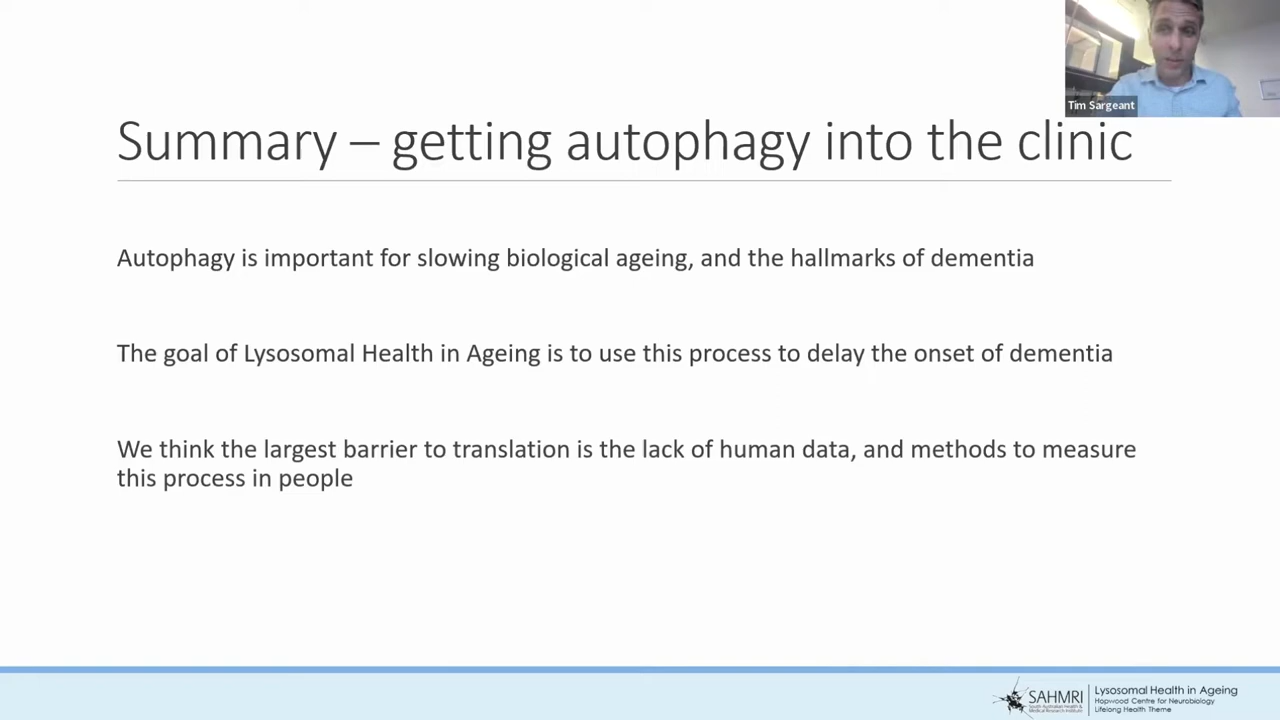 Tim Sargeant
Summary – getting autophagy into the clinic
Autophagy is important for slowing biological ageing, and the hallmarks of dementia
The goal of Lysosomal Health in Ageing is to use this process to delay the onset of dementia
We think the largest barrier to translation is the lack of human data, and methods to measure
this process in people
SAHMRI
South Australian Health &
Medical Research Institute
Lysosomal Health in Ageing
Hopwood Centre for Neurobiology
Lifelong Health Theme